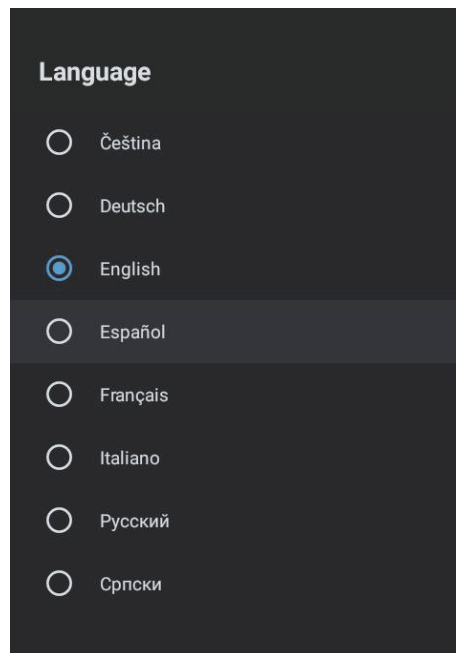 Language
Čeština
Deutsch
English
Español
Français
Italiano
Русский
Српски